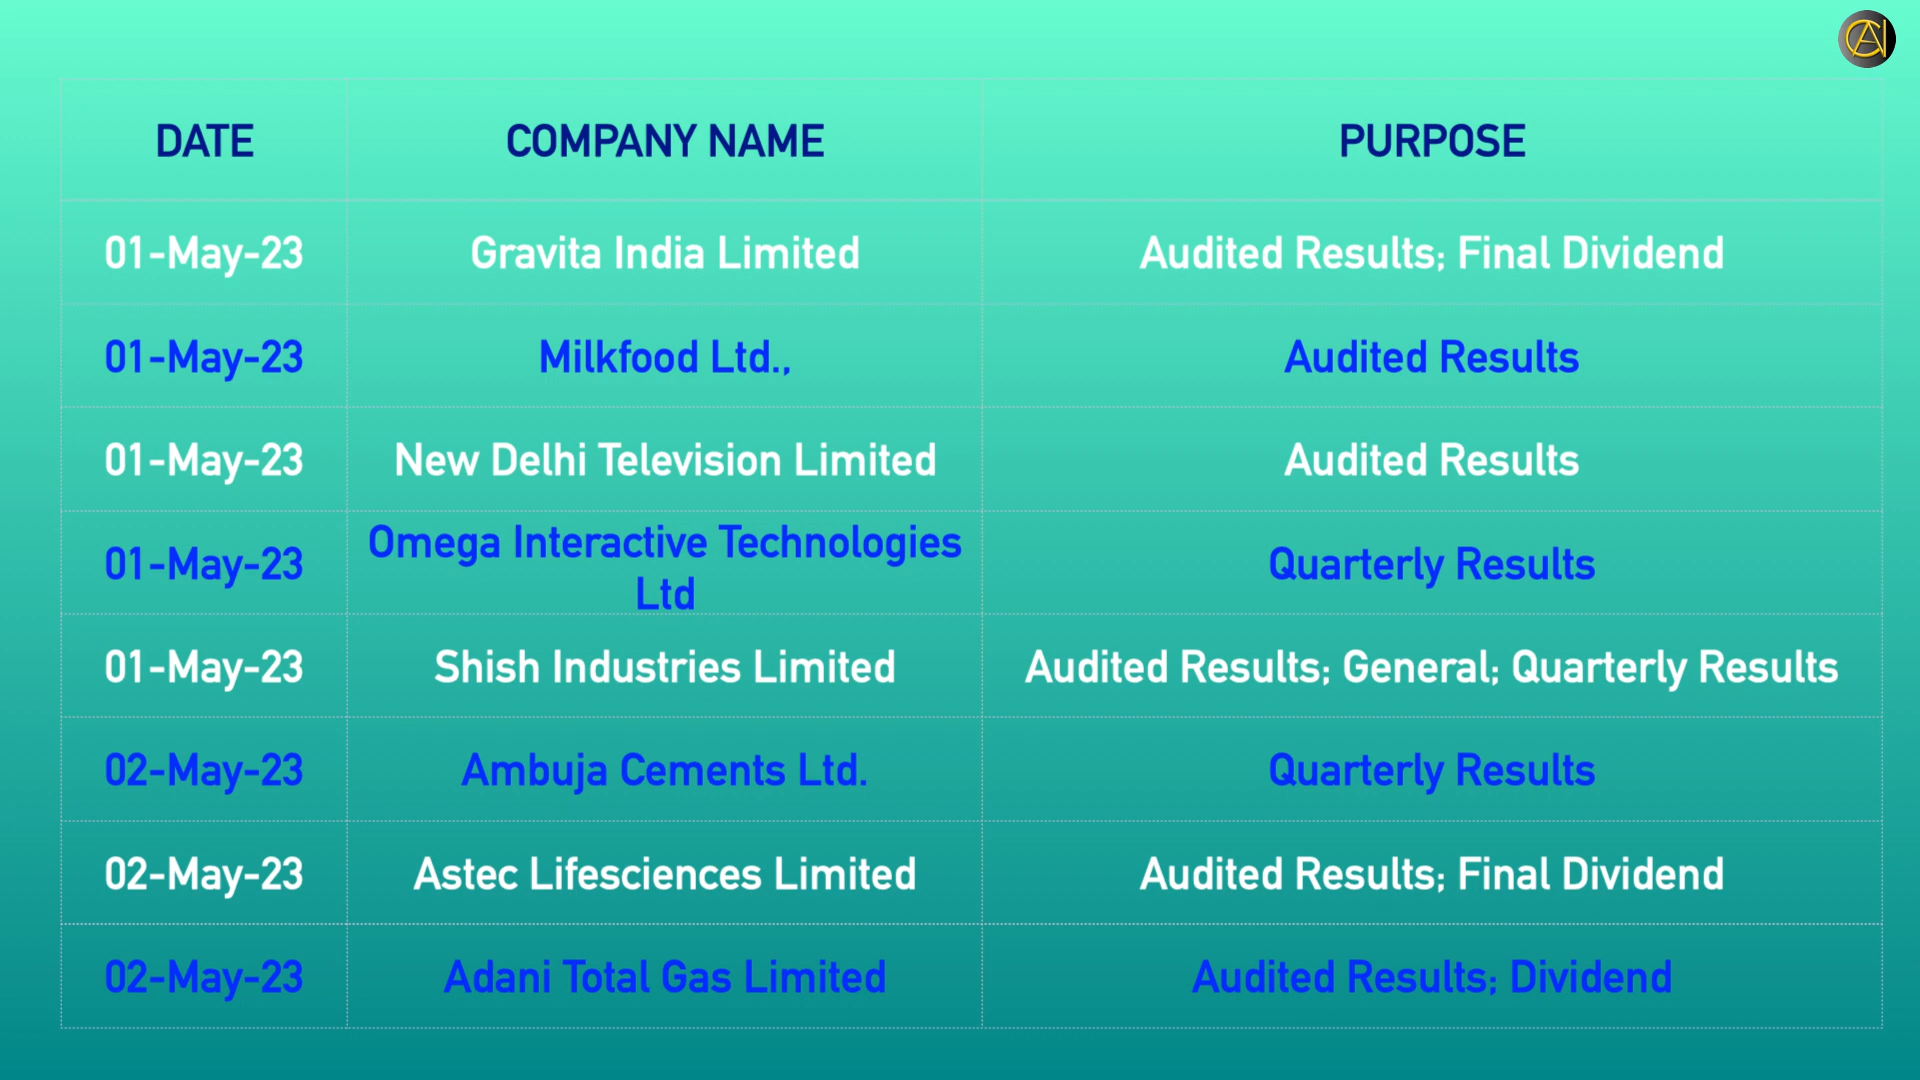 DATE COMPANY NAME PURPOSE
01-May-23 Gravita India Limited Audited Results; Final Dividend
01-May-23 Milkfood Ltd., Audited Results
01-May-23 New Delhi Television Limited Audited Results
01-May-23 Omega Interactive Technologies
Ltd Quarterly Results
01-May-23 Shish Industries Limited Audited Results; General; Quarterly Results
02-May-23 Ambuja Cements Ltd. Quarterly Results
02-May-23 Astec Lifesciences Limited Audited Results; Final Dividend
02-May-23 Adani Total Gas Limited Audited Results; Dividend